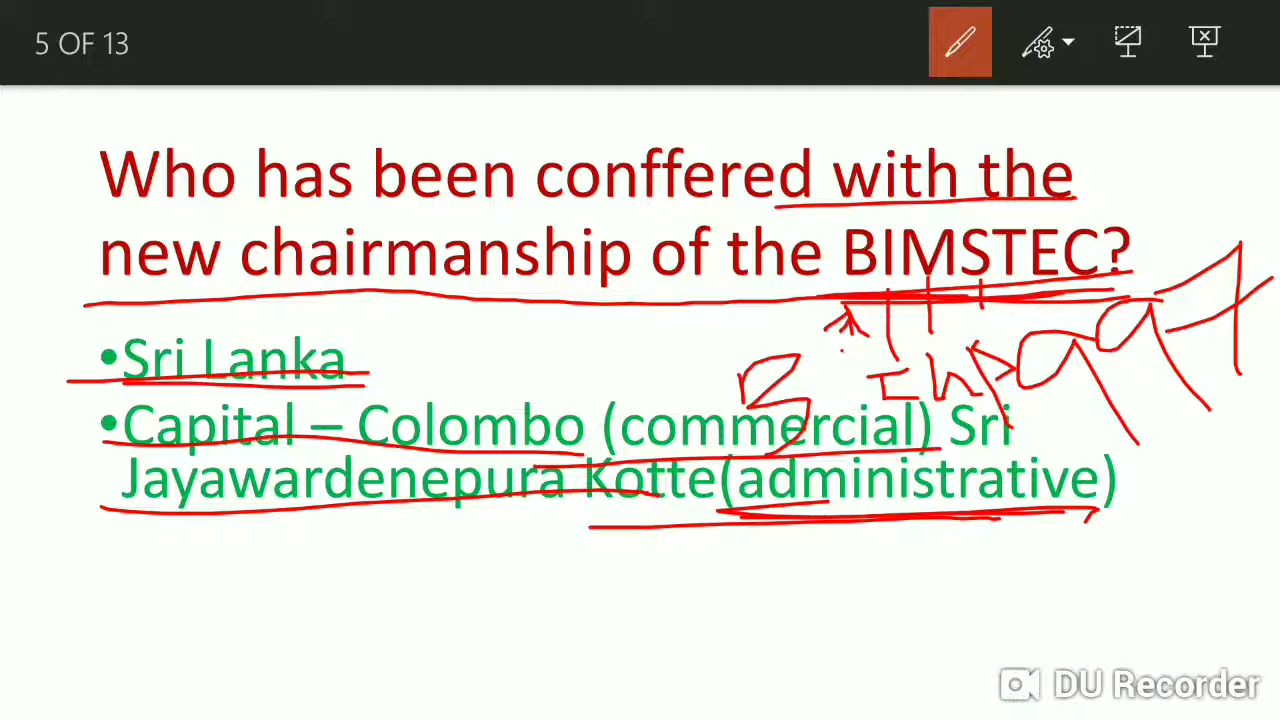 5 OF 13
Who has been conffered with the
new chairmanship of the BIMSTEC?
•Sri Lanka
•Capital – Colombo (commercial) Sri
Jayawardenepura Kotte(administrative)
DU Recorder